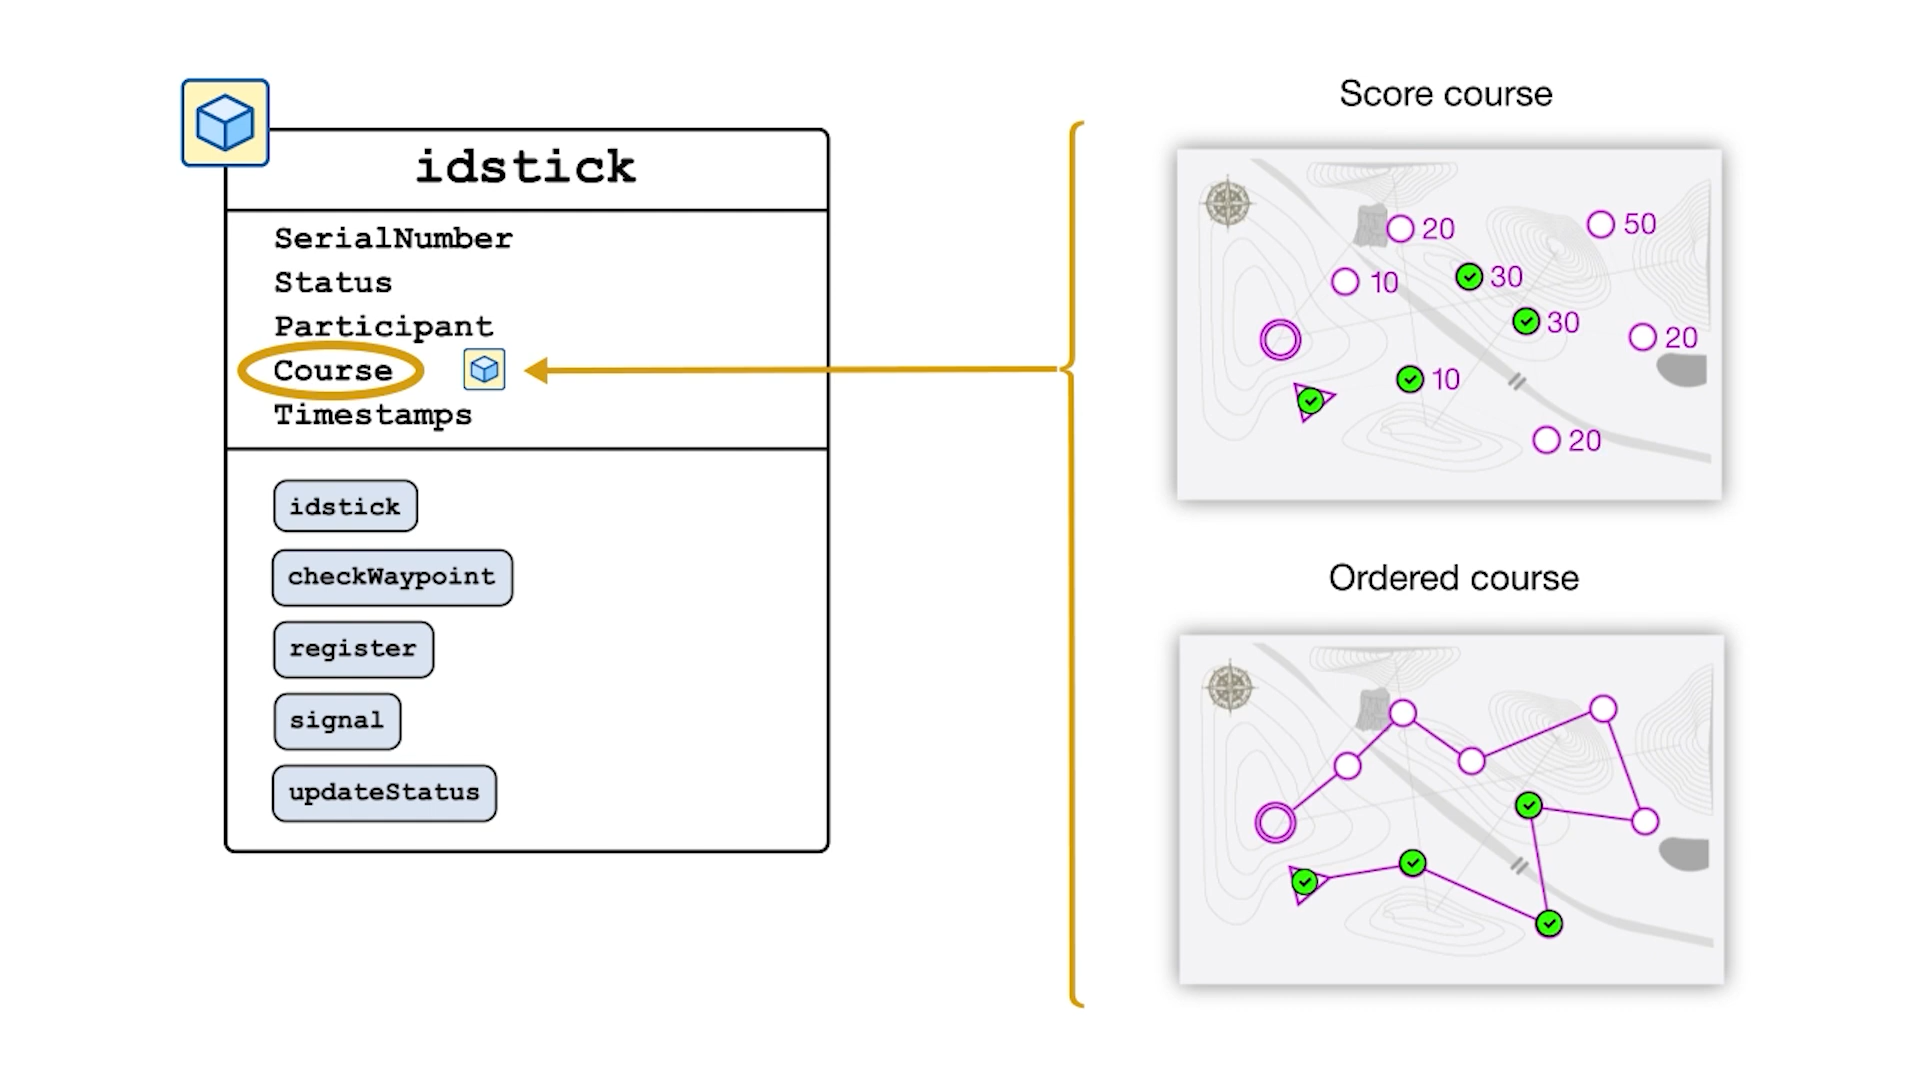 idstick
SerialNumber
Status
Participant
Course
Timestamps
idstick
checkWaypoint
register
signal
updateStatus
Score course
20
50
10
30
30
20
10
20
Ordered course